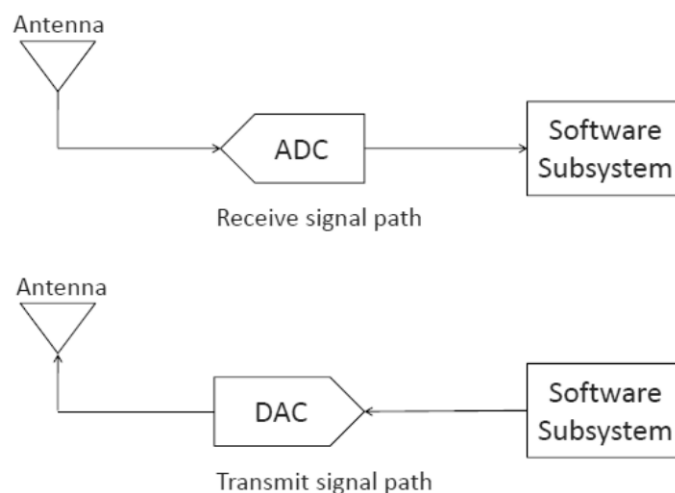 Antenna
ADC
Software
Subsystem
Receive signal path
Antenna
DAC
Software
Subsystem
Transmit signal path